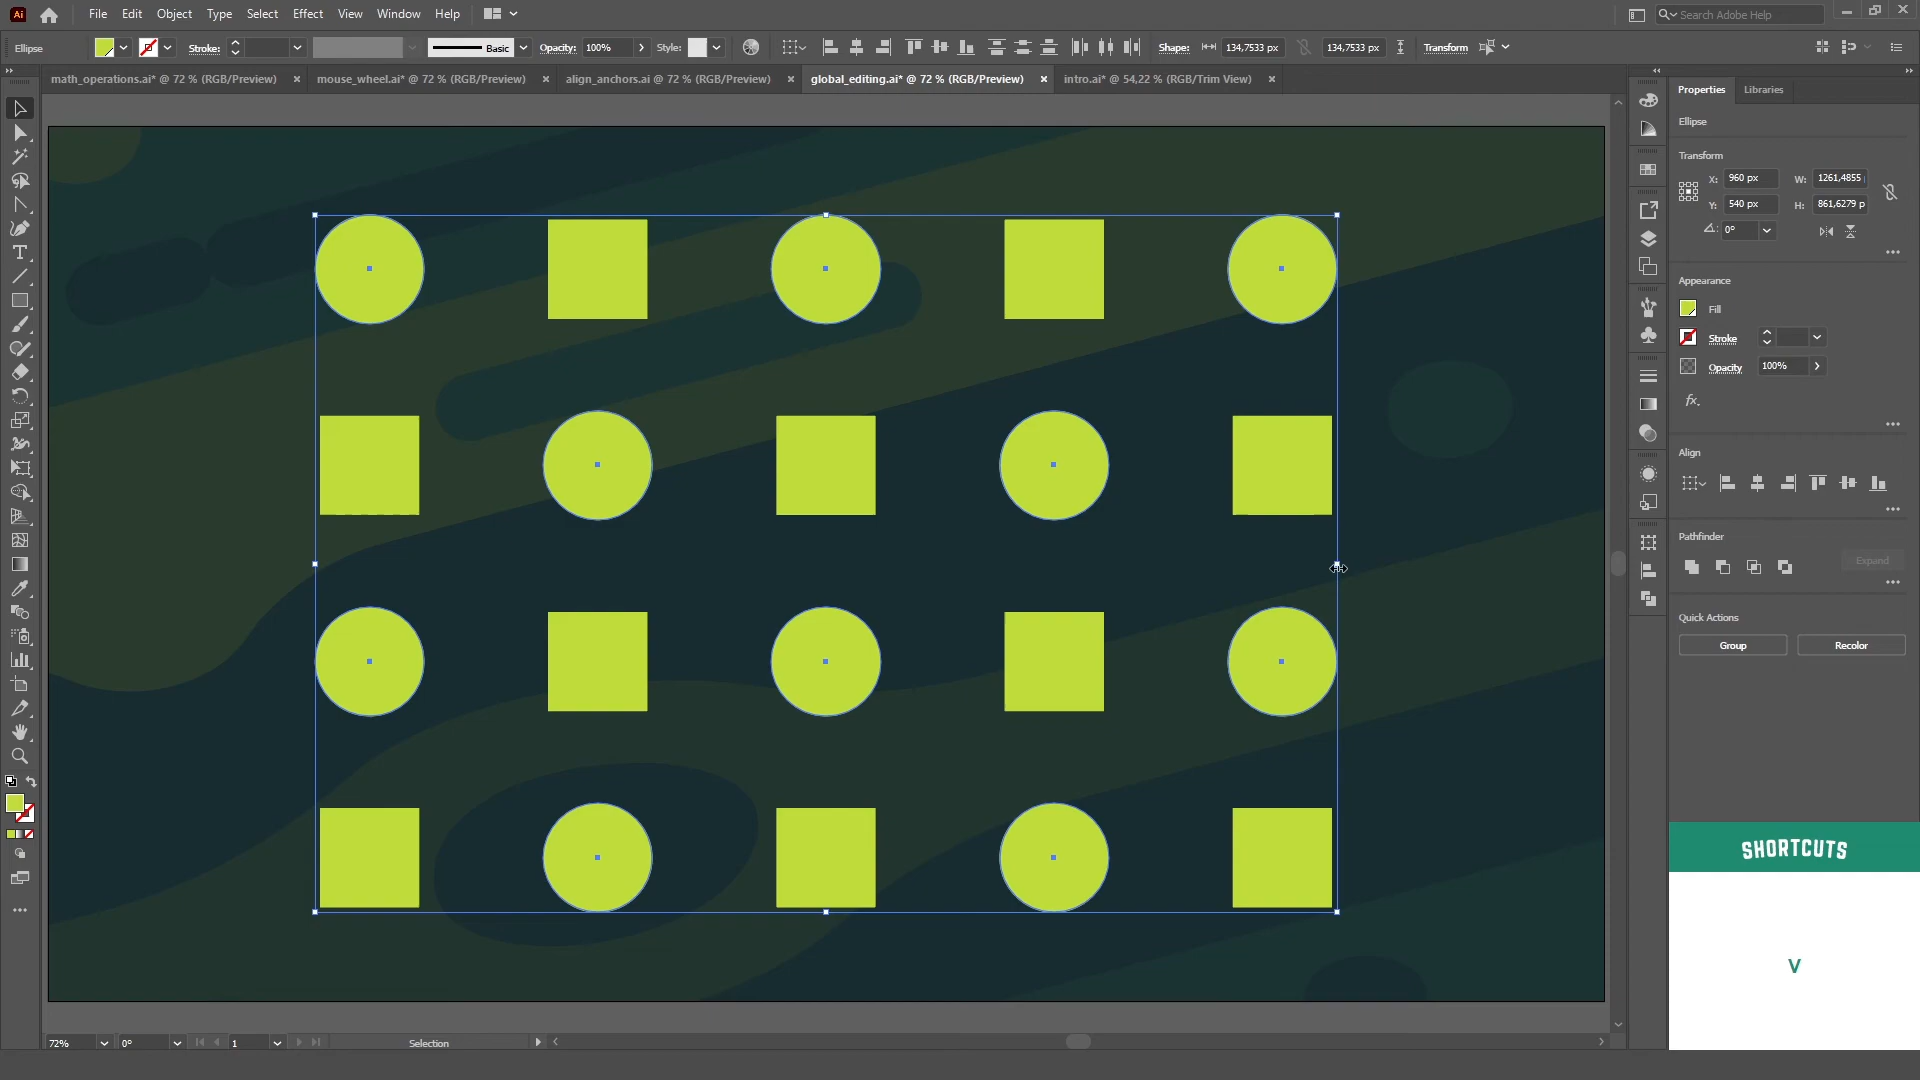 Ai File Edit Object Type Select Effect View Window Help Search Adobe Help
Ellipse Stroke: Basic Opacity: 100% Style: Shape: 134,7533 px 134,7533 px Transform
math_operations.ai* @ 72 % (RGB/Preview) mouse_wheel.ai* @ 72 % (RGB/Preview) align_anchors.ai @ 72 % (RGB/Preview) global_editing.ai* @ 72 % (RGB/Preview) intro.ai* @ 54,22 % (RGB/Trim View)
Properties Libraries
Ellipse
Transform
X: 960 px W: 1261,4855
Y: 540 px H: 861,6279 p
0°
Appearance
Fill
Stroke
Opacity 100%
fx.
Align
Pathfinder
Expand
Quick Actions
Group Recolor
SHORTCUTS
V
72% 0° 1 Selection